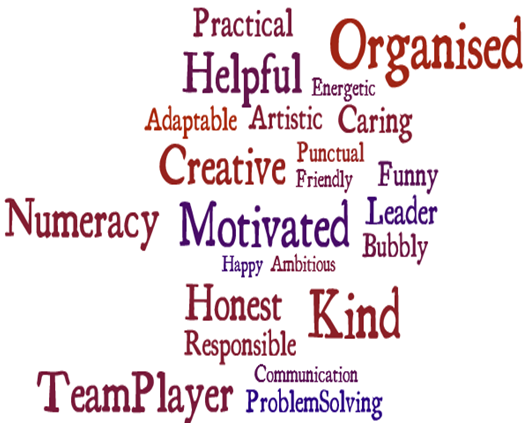 Practical
Organised
Helpful
Energetic
Adaptable Artistic Caring
Creative
Punctual
Friendly
Funny
Numeracy
Motivated
Leader
Bubbly
Happy Ambitious
Honest
Kind
Responsible
TeamPlayer
Communication
ProblemSolving